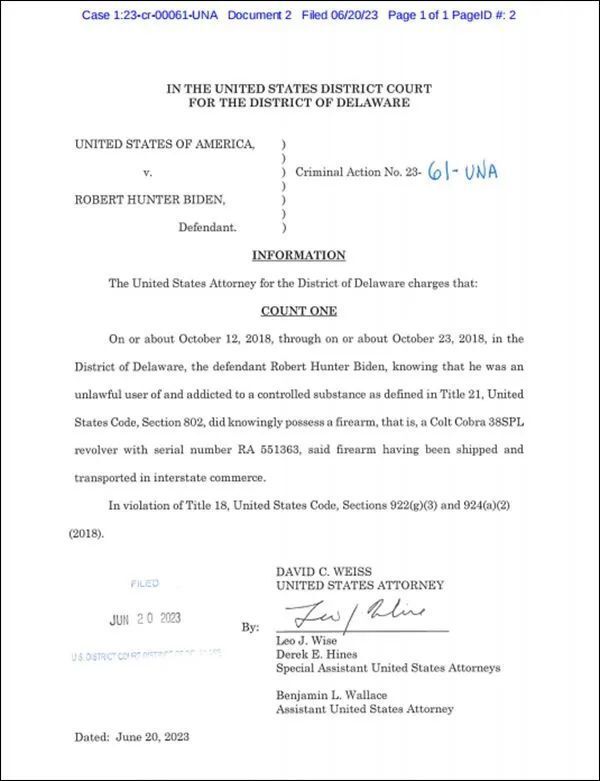 Case 1:23-cr-00061-UNA Document 2 Filed 06/20/23 Page 1 of 1 PageID #: 2
IN THE UNITED STATES DISTRICT COURT
FOR THE DISTRICT OF DELAWARE
UNITED STATES OF AMERICA, )
)
v. ) Criminal Action No. 23- 61-UNA
)
ROBERT HUNTER BIDEN, )
)
Defendant. )
INFORMATION
The United States Attorney for the District of Delaware charges that:
COUNT ONE
On or about October 12, 2018, through on or about October 23, 2018, in the
District of Delaware, the defendant Robert Hunter Biden, knowing that he was an
unlawful user of and addicted to a controlled substance as defined in Title 21, United
States Code, Section 802, did knowingly possess a firearm, that is, a Colt Cobra 38SPL
revolver with serial number RA 551363, said firearm having been shipped and
transported in interstate commerce.
In violation of Title 18, United States Code, Sections 922(g)(3) and 924(a)(2)
(2018).
DAVID C. WEISS
UNITED STATES ATTORNEY
FILED
JUN 20 2023
U.S. DISTRICT COURT DISTRICT OF DELAWARE
By:
Leo J. Wise
Derek E. Hines
Special Assistant United States Attorneys
Benjamin L. Wallace
Assistant United States Attorney
Dated: June 20, 2023